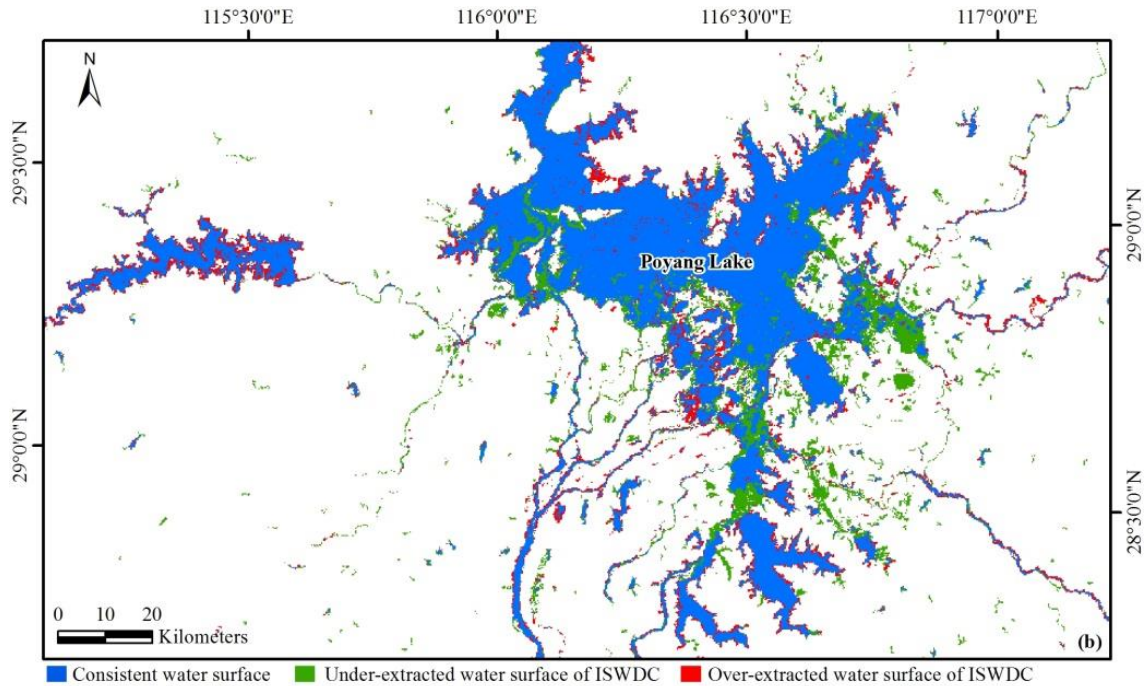 115°30'0"E 116°0'0"E 116°30'0"E 117°0'0"E
N
29°30'0"N
29°0'0"N
Poyang Lake
29°0'0"N
28°30'0"N
0 10 20
Kilometers
(b)
Consistent water surface Under-extracted water surface of ISWDC Over-extracted water surface of ISWDC